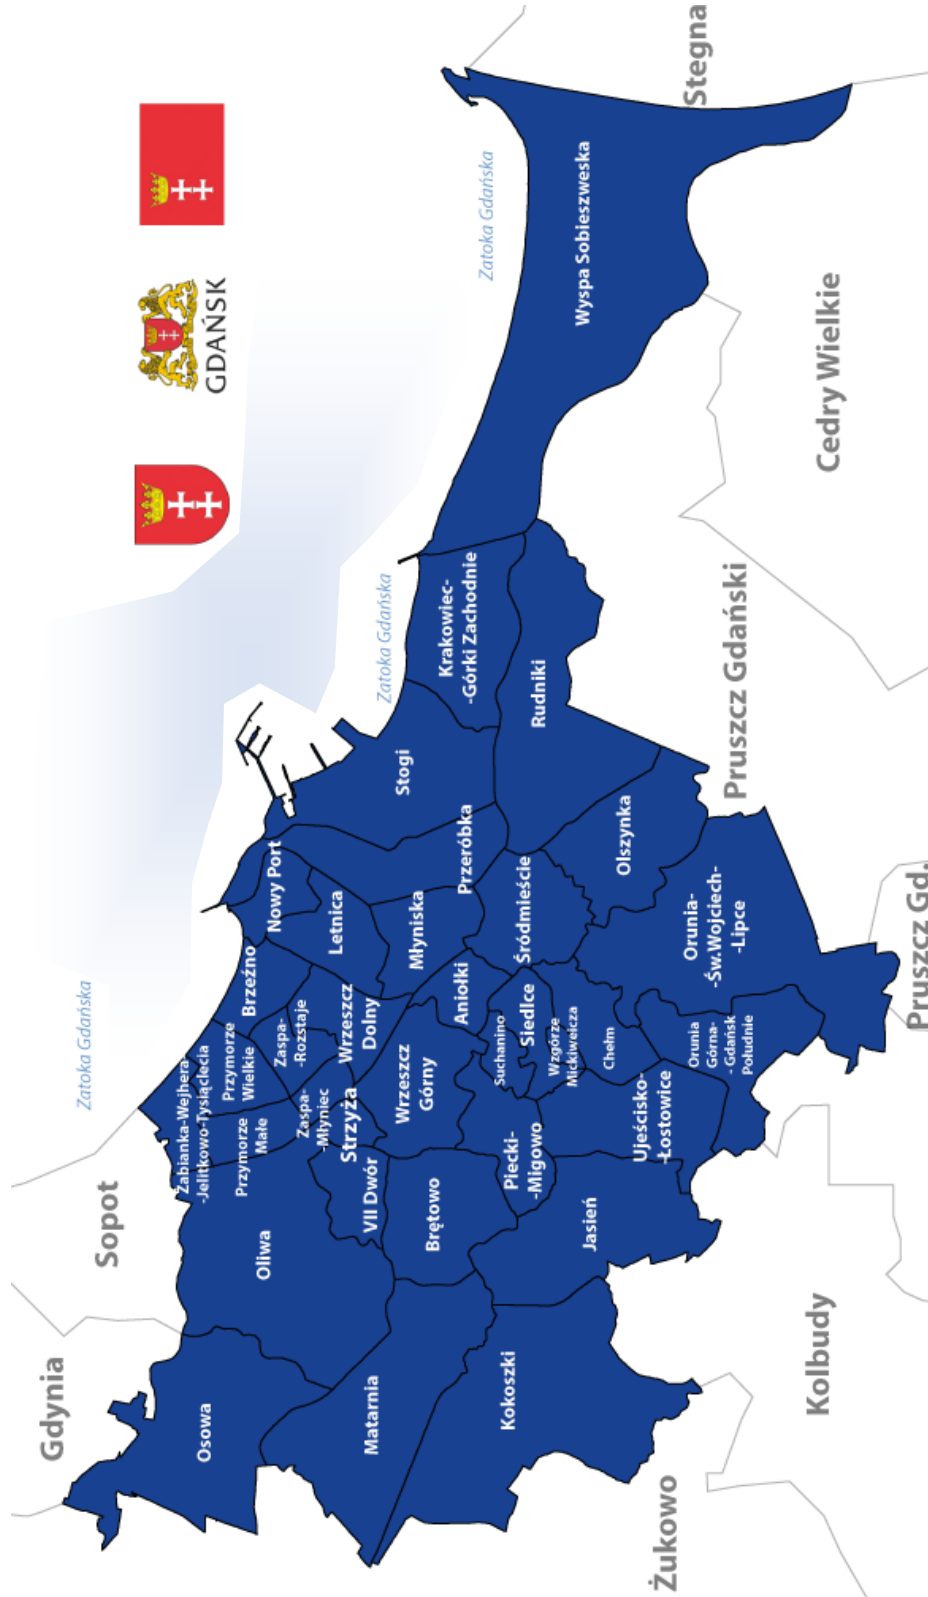 Gdynia
Sopot
Zatoka Gdańska
GDAŃSK
Osowa
Oliwa
Żabianka-Wejhera-
-Jelitkowo-Tysiąclecia
Przymorze
Małe
Przymorze
Wielkie
Brzeźno
Nowy Port
Zaspa-
-Rozstaje
Zaspa-
-Młyniec
Letnica
Zatoka Gdańska
Zatoka Gdańska
Matarnia
VII Dwór
Strzyża
Wrzeszcz
Dolny
Wrzeszcz
Górny
Młyniska
Stogi
Krakowiec-
-Górki Zachodnie
Brętowo
Aniołki
Przeróbka
Kokoszki
Piecki-
-Migowo
Suchanino
Siedlce
Śródmieście
Rudniki
Wyspa Sobieszweska
Wzgórze
Mickiweicza
Jasień
Chełm
Olszynka
Ujeścisko-
-Łostowice
Orunia
Górna-
- Gdańsk
Południe
Orunia-
-Św.Wojciech-
-Lipce
Stegna
Żukowo
Pruszcz Gdański
Kolbudy
Cedry Wielkie
Pruszcz Gd.